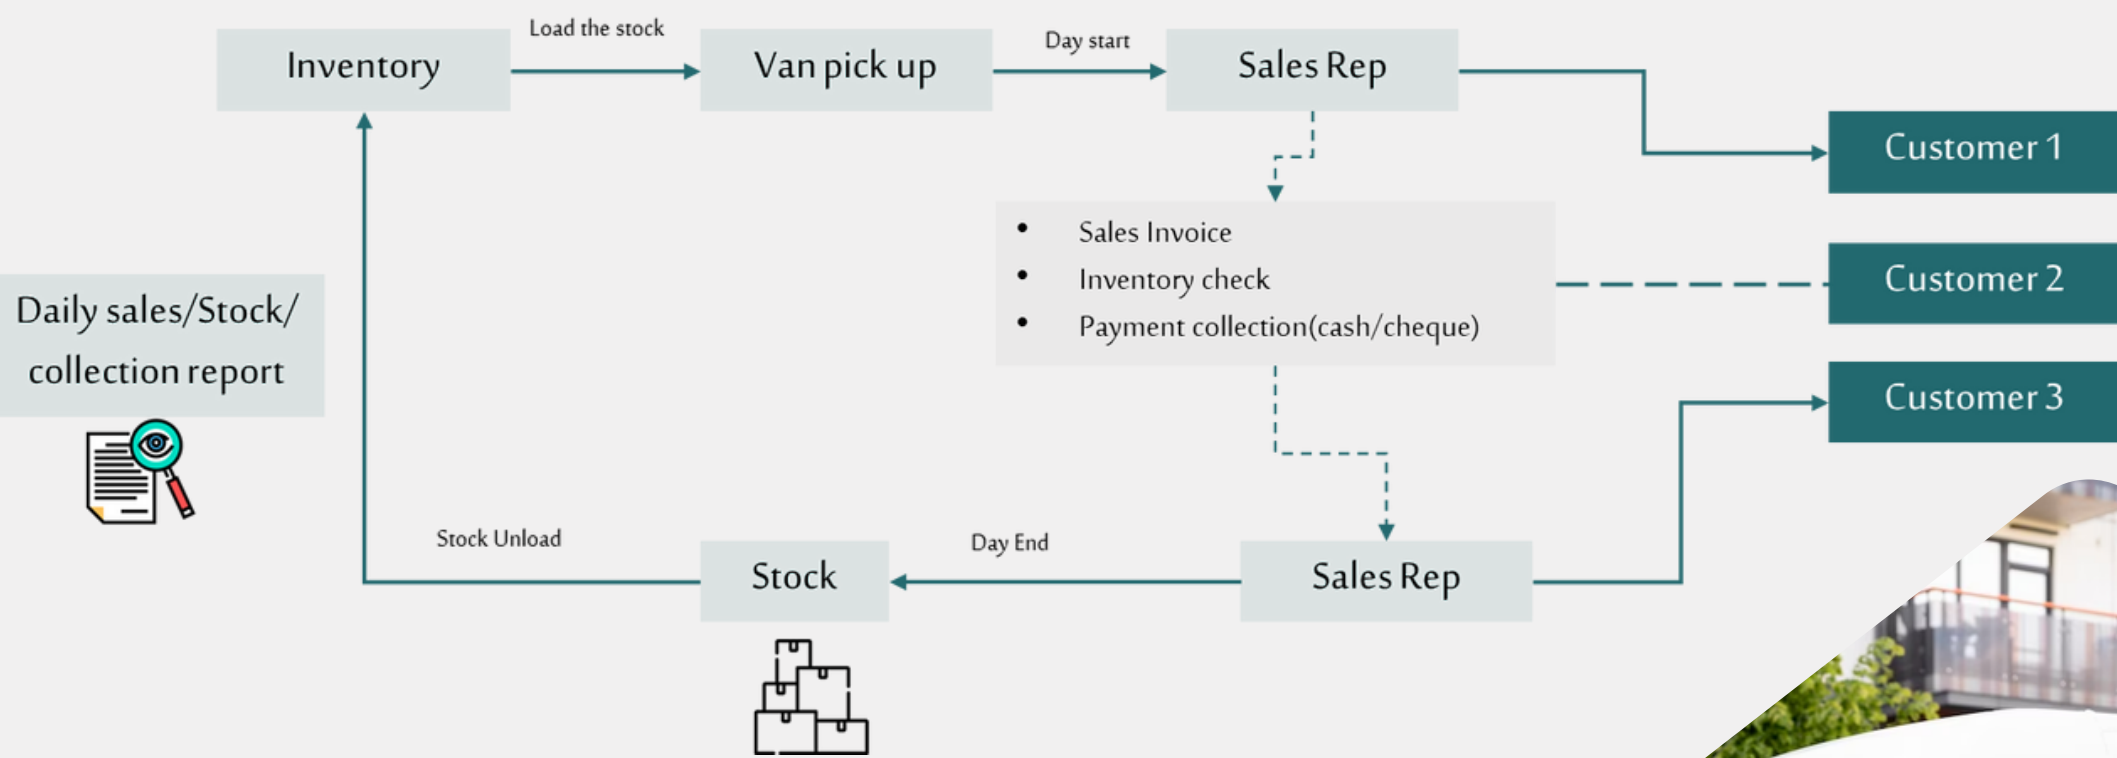 Load the stock
Day start
Inventory
Van pick up
Sales Rep
Customer 1
• Sales Invoice
• Inventory check
• Payment collection(cash/cheque)
Customer 2
Customer 3
Daily sales/Stock/
collection report
Stock Unload
Day End
Stock
Sales Rep